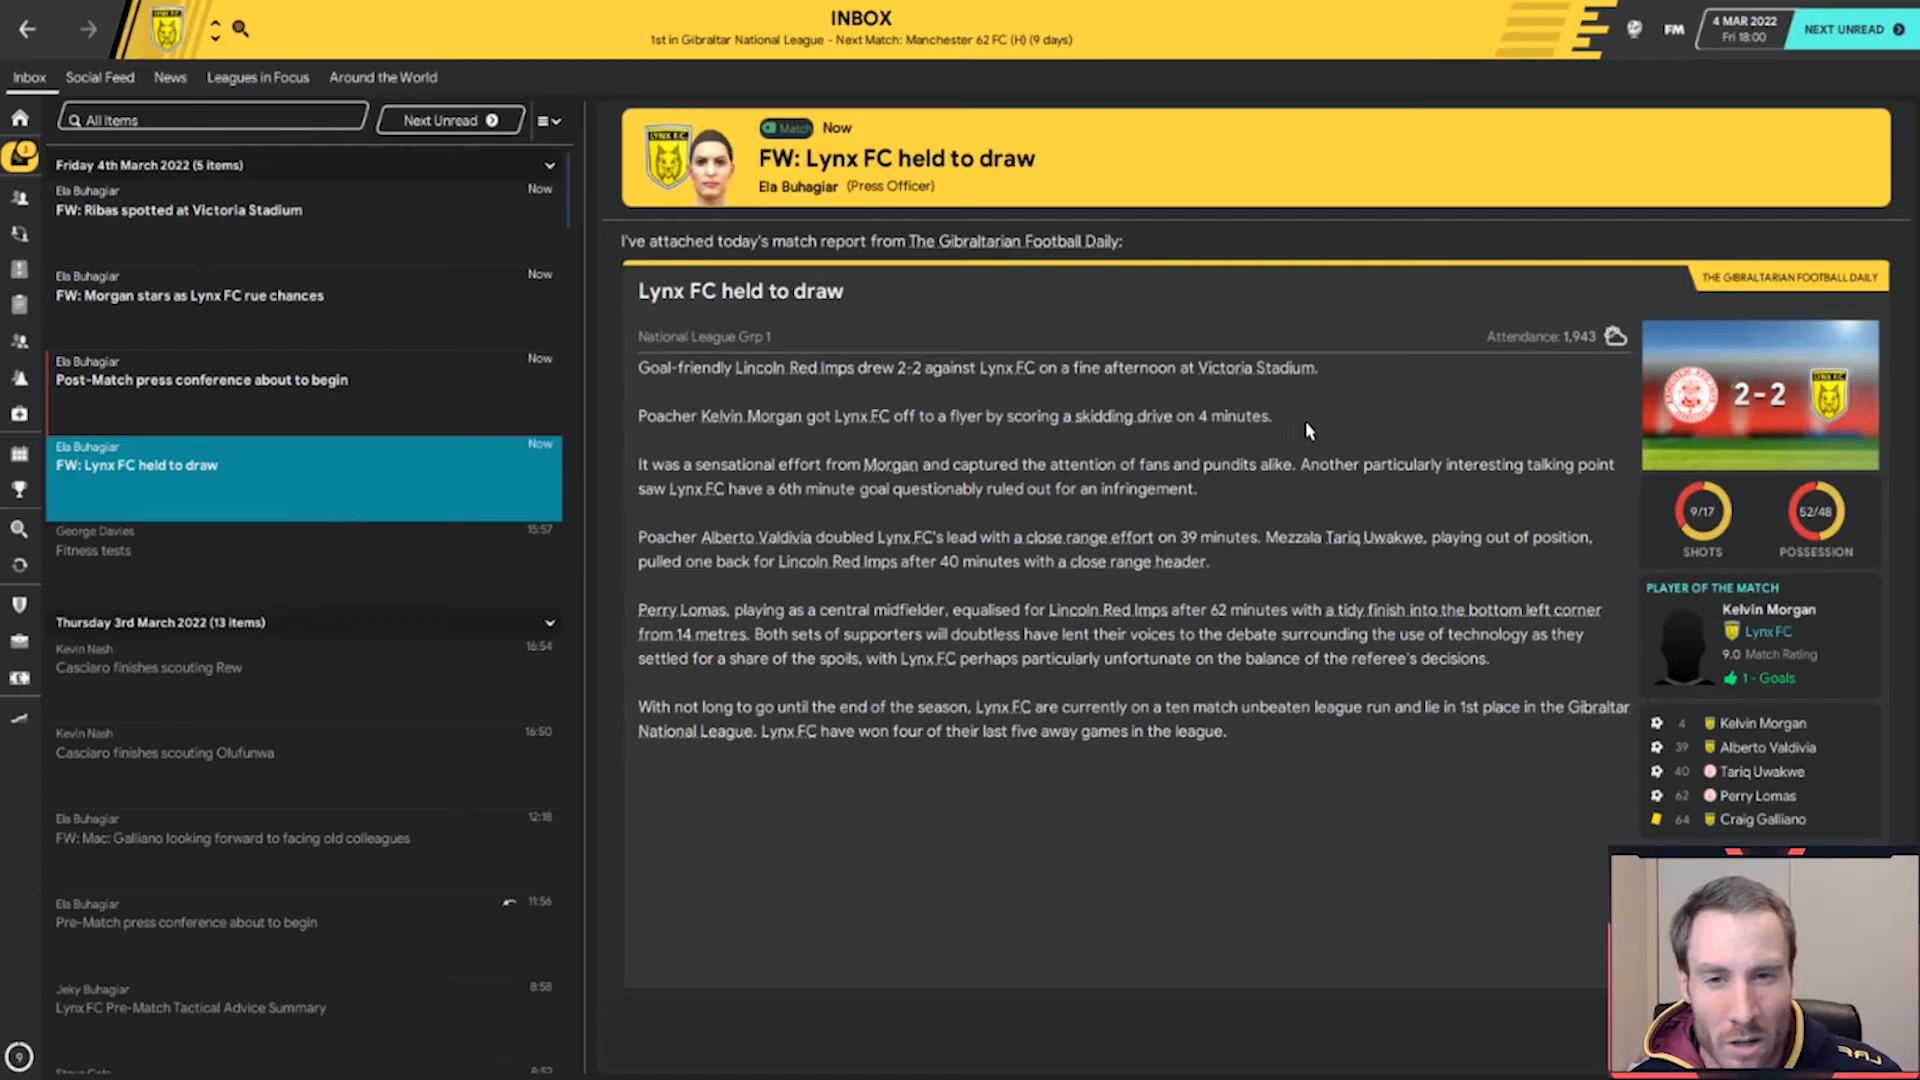 INBOX
1st in Gibraltar National League - Next Match: Manchester 62 FC (H) (9 days)
FM
4 MAR 2022
Fri 18:00
NEXT UNREAD
Inbox
Social Feed
News
Leagues in Focus
Around the World
All Items
Next Unread
Friday 4th March 2022 (5 items)
Ela Buhagiar
Now
FW: Ribas spotted at Victoria Stadium
Ela Buhagiar
Now
FW: Morgan stars as Lynx FC rue chances
Ela Buhagiar
Now
Post-Match press conference about to begin
Ela Buhagiar
Now
FW: Lynx FC held to draw
George Davies
15:57
Fitness tests
Thursday 3rd March 2022 (13 items)
Kevin Nash
16:54
Casciaro finishes scouting Rew
Kevin Nash
16:50
Casciaro finishes scouting Olufunwa
Ela Buhagiar
12:18
FW: Mac: Galliano looking forward to facing old colleagues
Ela Buhagiar
11:56
Pre-Match press conference about to begin
Jeky Buhagiar
8:58
Lynx FC Pre-Match Tactical Advice Summary
8:52
9
LYNX F.C.
Match
Now
FW: Lynx FC held to draw
Ela Buhagiar (Press Officer)
I've attached today's match report from The Gibraltarian Football Daily:
THE GIBRALTARIAN FOOTBALL DAILY
Lynx FC held to draw
National League Grp 1
Attendance: 1,943
Goal-friendly Lincoln Red Imps drew 2-2 against Lynx FC on a fine afternoon at Victoria Stadium.
Poacher Kelvin Morgan got Lynx FC off to a flyer by scoring a skidding drive on 4 minutes.
It was a sensational effort from Morgan and captured the attention of fans and pundits alike. Another particularly interesting talking point
saw Lynx FC have a 6th minute goal questionably ruled out for an infringement.
Poacher Alberto Valdivia doubled Lynx FC's lead with a close range effort on 39 minutes. Mezzala Tariq Uwakwe, playing out of position,
pulled one back for Lincoln Red Imps after 40 minutes with a close range header.
Perry Lomas, playing as a central midfielder, equalised for Lincoln Red Imps after 62 minutes with a tidy finish into the bottom left corner
from 14 metres. Both sets of supporters will doubtless have lent their voices to the debate surrounding the use of technology as they
settled for a share of the spoils, with Lynx FC perhaps particularly unfortunate on the balance of the referee's decisions.
With not long to go until the end of the season, Lynx FC are currently on a ten match unbeaten league run and lie in 1st place in the Gibraltar
National League. Lynx FC have won four of their last five away games in the league.
2-2
9/17
SHOTS
52/48
POSSESSION
PLAYER OF THE MATCH
Kelvin Morgan
Lynx FC
9.0 Match Rating
1 - Goals
4 Kelvin Morgan
39 Alberto Valdivia
40 Tariq Uwakwe
62 Perry Lomas
64 Craig Galliano